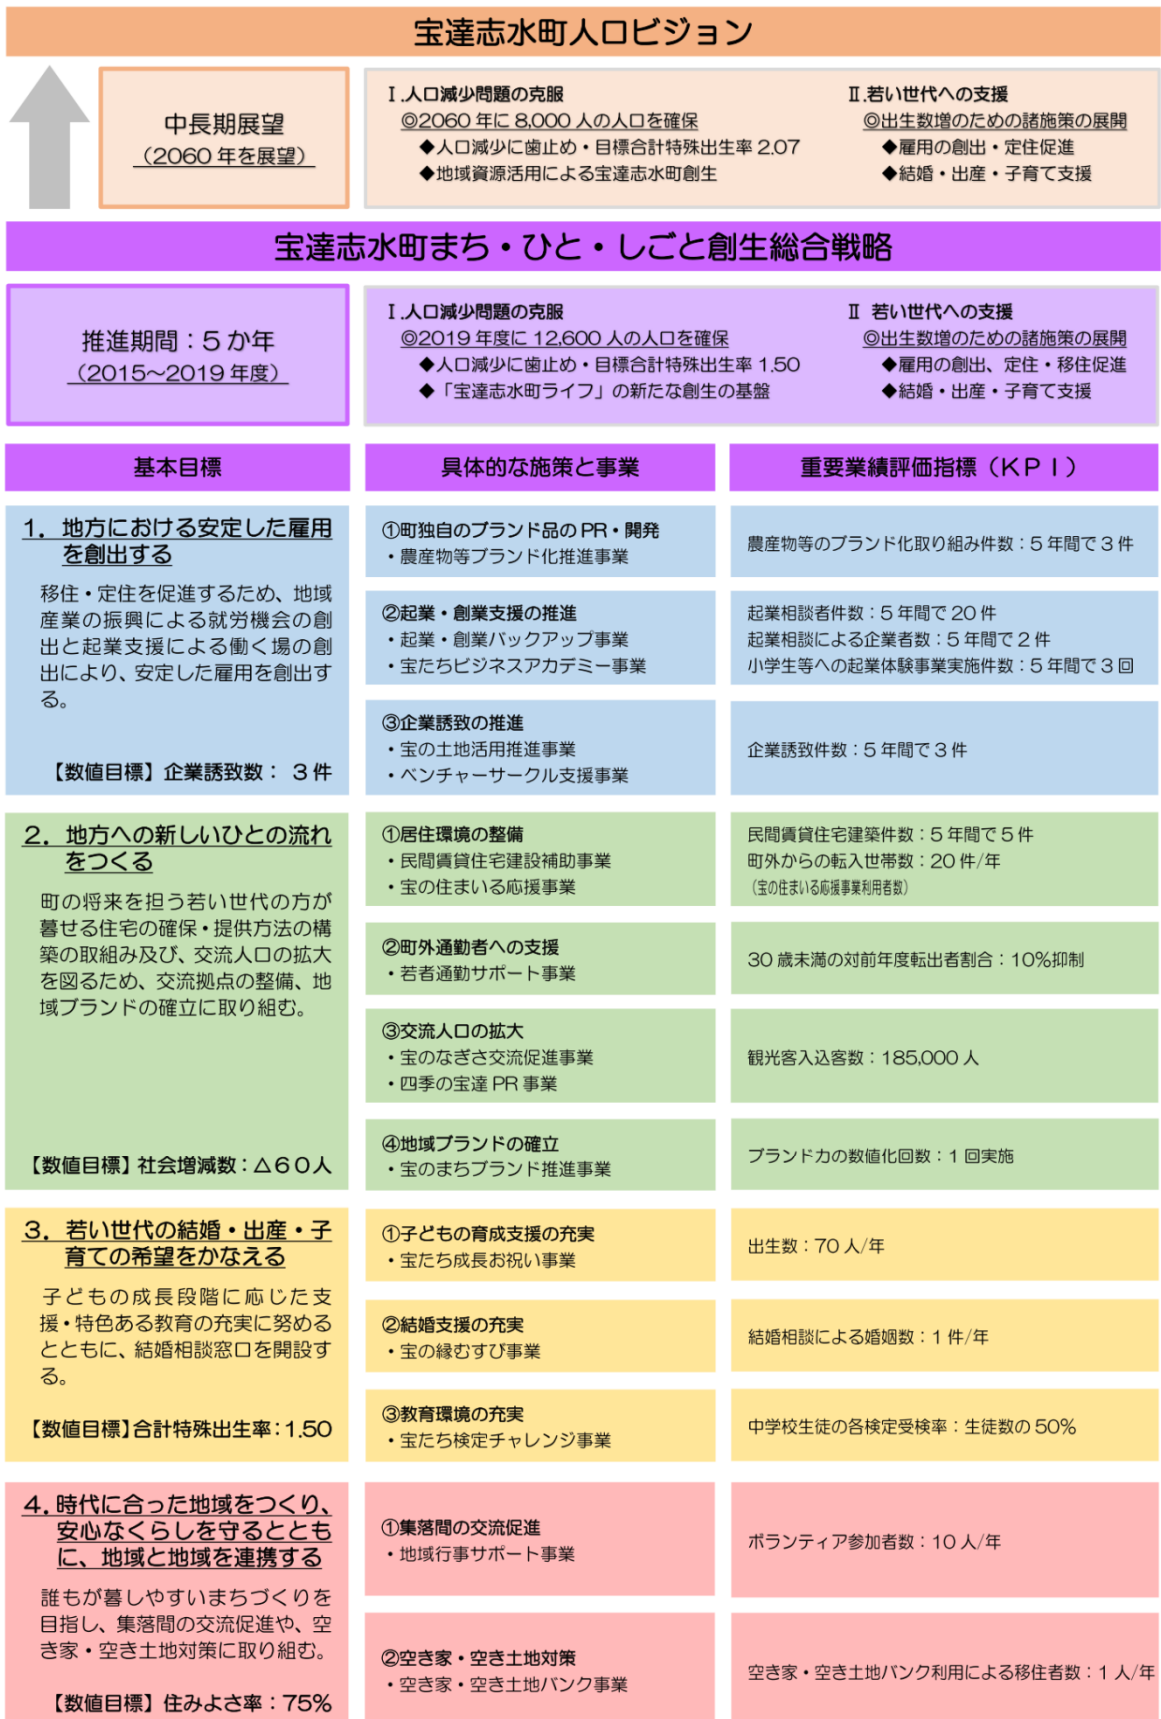 宝達志水町人口ビジョン
中長期展望
（2060 年を展望）
Ⅰ.人口減少問題の克服
◎2060 年に 8,000 人の人口を確保
◆人口減少に歯止め・目標合計特殊出生率 2.07
◆地域資源活用による宝達志水町創生
Ⅱ.若い世代への支援
◎出生数増のための諸施策の展開
◆雇用の創出・定住促進
◆結婚・出産・子育て支援
宝達志水町まち・ひと・しごと創生総合戦略
推進期間：５か年
（2015～2019 年度）
Ⅰ.人口減少問題の克服
◎2019 年度に 12,600 人の人口を確保
◆人口減少に歯止め・目標合計特殊出生率 1.50
◆「宝達志水町ライフ」の新たな創生の基盤
Ⅱ 若い世代への支援
◎出生数増のための諸施策の展開
◆雇用の創出、定住・移住促進
◆結婚・出産・子育て支援
基本目標
具体的な施策と事業
重要業績評価指標（ＫＰＩ）
１．地方における安定した雇用
を創出する
移住・定住を促進するため、地域
産業の振興による就労機会の創
出と起業支援による働く場の創
出により、安定した雇用を創出す
る。
【数値目標】企業誘致数： ３件
①町独自のブランド品の PR・開発
・農産物等ブランド化推進事業
農産物等のブランド化取り組み件数：５年間で３件
②起業・創業支援の推進
・起業・創業バックアップ事業
・宝たちビジネスアカデミー事業
起業相談者件数：５年間で 20 件
起業相談による企業者数：５年間で２件
小学生等への起業体験事業実施件数：５年間で３回
③企業誘致の推進
・宝の土地活用推進事業
・ベンチャーサークル支援事業
企業誘致件数：５年間で３件
２．地方への新しいひとの流れ
をつくる
町の将来を担う若い世代の方が
暮せる住宅の確保・提供方法の構
築の取組み及び、交流人口の拡大
を図るため、交流拠点の整備、地
域ブランドの確立に取り組む。
【数値目標】社会増減数：△６０人
①居住環境の整備
・民間賃貸住宅建設補助事業
・宝の住まいる応援事業
民間賃貸住宅建築件数：５年間で５件
町外からの転入世帯数：20 件/年
（宝の住まいる応援事業利用者数）
②町外通勤者への支援
・若者通勤サポート事業
30 歳未満の対前年度転出者割合：10％抑制
③交流人口の拡大
・宝のなぎさ交流促進事業
・四季の宝達 PR 事業
観光客入込客数：185,000 人
④地域ブランドの確立
・宝のまちブランド推進事業
ブランド力の数値化回数：１回実施
３．若い世代の結婚・出産・子
育ての希望をかなえる
子どもの成長段階に応じた支
援・特色ある教育の充実に努める
とともに、結婚相談窓口を開設す
る。
【数値目標】合計特殊出生率：1.50
①子どもの育成支援の充実
・宝たち成長お祝い事業
出生数：70 人/年
②結婚支援の充実
・宝の縁むすび事業
結婚相談による婚姻数：１件/年
③教育環境の充実
・宝たち検定チャレンジ事業
中学校生徒の各検定受検率：生徒数の 50％
４．時代に合った地域をつくり、
安心なくらしを守るととも
に、地域と地域を連携する
誰もが暮しやすいまちづくりを
目指し、集落間の交流促進や、空
き家・空き土地対策に取り組む。
【数値目標】住みよさ率：75％
①集落間の交流促進
・地域行事サポート事業
ボランティア参加者数：10 人/年
②空き家・空き土地対策
・空き家・空き土地バンク事業
空き家・空き土地バンク利用による移住者数：１人/年